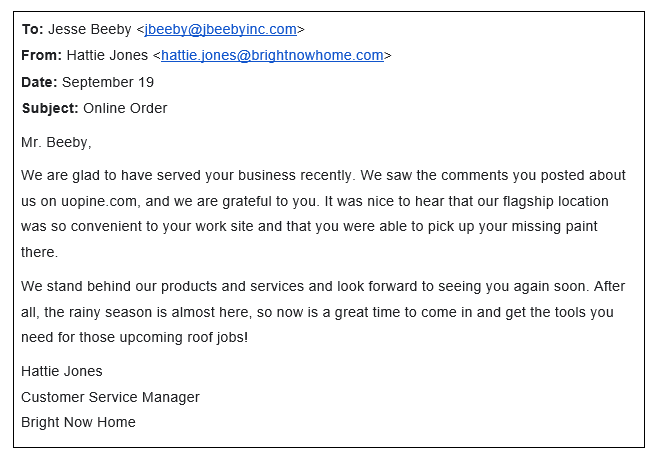 To: Jesse Beeby <jbeeby@jbeebyinc.com>
From: Hattie Jones <hattie.jones@brightnowhome.com>
Date: September 19
Subject: Online Order
Mr. Beeby,
We are glad to have served your business recently. We saw the comments you posted about
us on uopine.com, and we are grateful to you. It was nice to hear that our flagship location
was so convenient to your work site and that you were able to pick up your missing paint
there.
We stand behind our products and services and look forward to seeing you again soon. After
all, the rainy season is almost here, so now is a great time to come in and get the tools you
need for those upcoming roof jobs!
Hattie Jones
Customer Service Manager
Bright Now Home